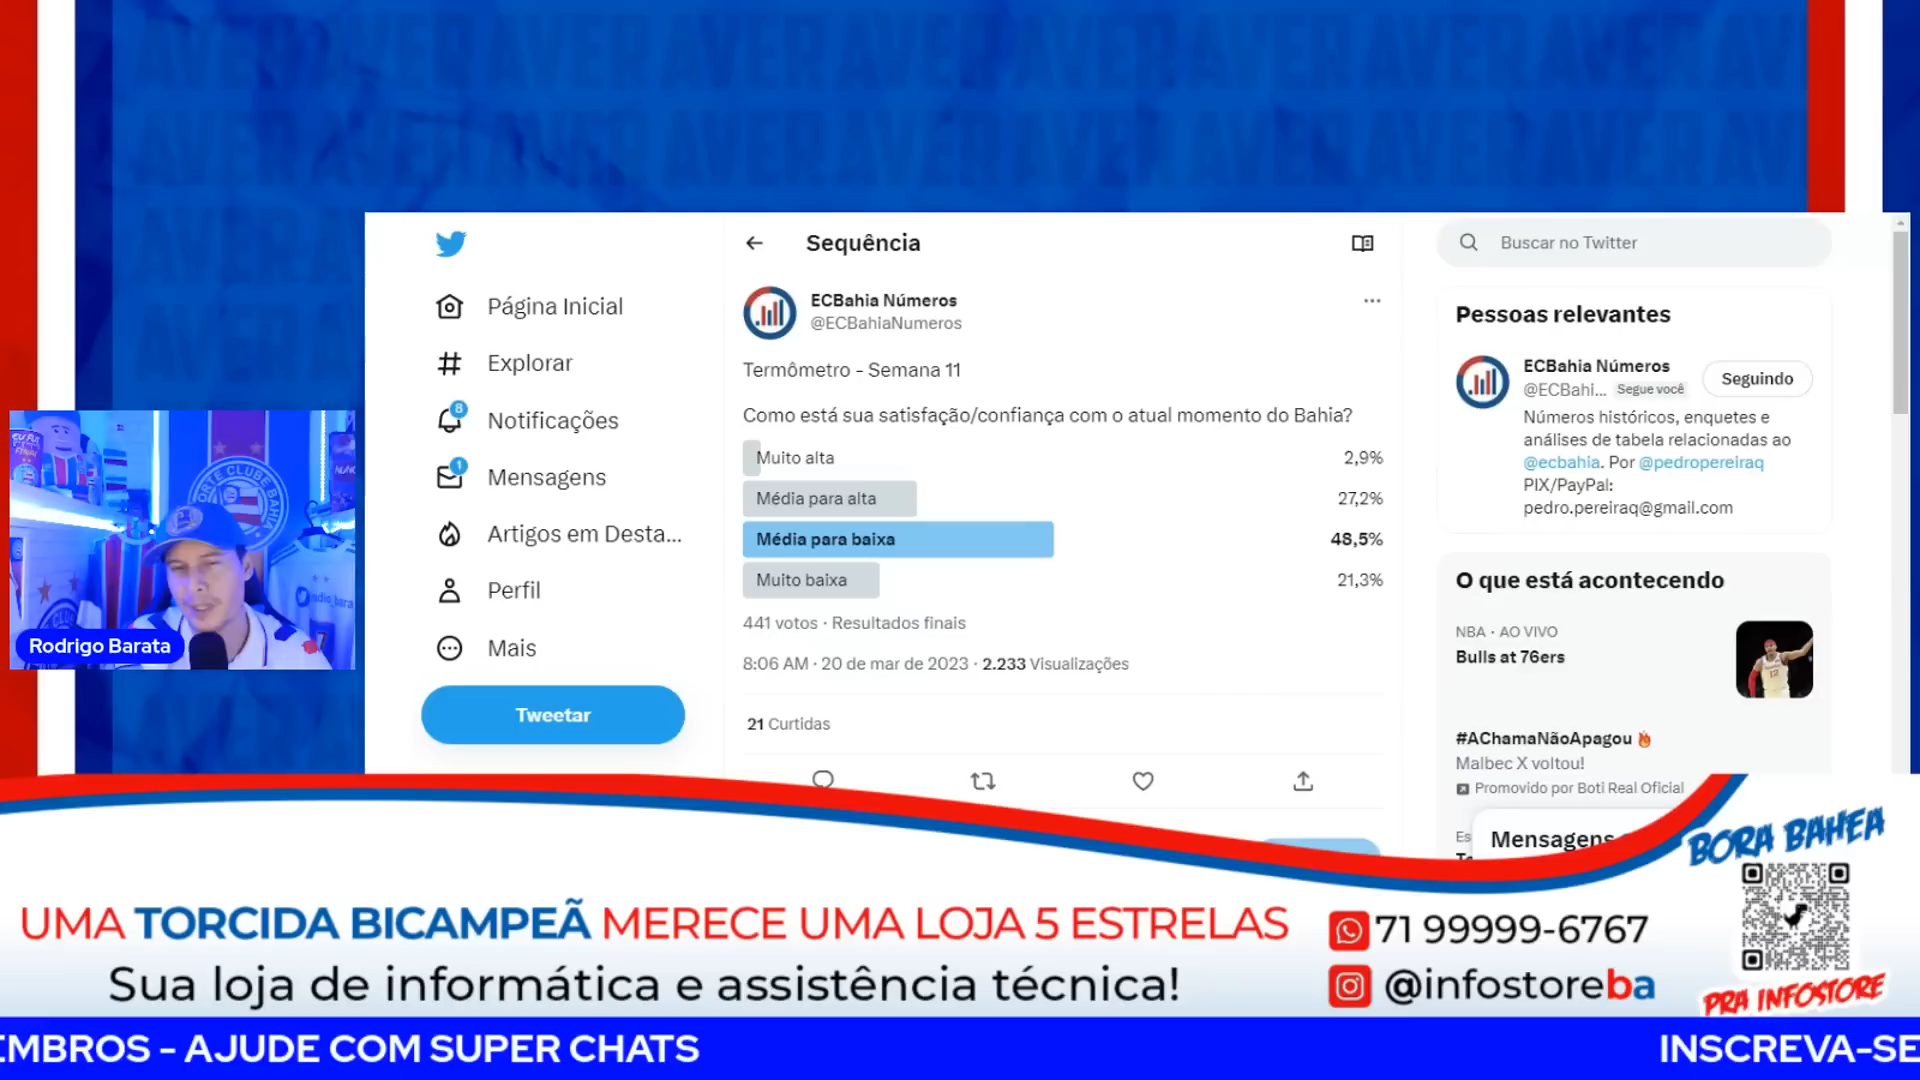 Sequência
Buscar no Twitter
Página Inicial
Explorar
8
Notificações
1
Mensagens
Artigos em Desta...
Perfil
Mais
Tweetar
ECBahia Números
@ECBahiaNumeros
Termômetro - Semana 11
Como está sua satisfação/confiança com o atual momento do Bahia?
Muito alta 2,9%
Média para alta 27,2%
Média para baixa 48,5%
Muito baixa 21,3%
441 votos · Resultados finais
8:06 AM · 20 de mar de 2023 · 2.233 Visualizações
21 Curtidas
Pessoas relevantes
ECBahia Números
@ECBahi... Segue você
Seguindo
Números históricos, enquetes e
análises de tabela relacionadas ao
@ecbahia. Por @pedropereiraq
PIX/PayPal:
pedro.pereiraq@gmail.com
O que está acontecendo
NBA · AO VIVO
Bulls at 76ers
#AChamaNãoApagou
Malbec X voltou!
Promovido por Boti Real Oficial
Es
Mensagens
Rodrigo Barata
UMA TORCIDA BICAMPEÃ MERECE UMA LOJA 5 ESTRELAS
Sua loja de informática e assistência técnica!
71 99999-6767
@infostoreba
BORA BAHEA
PRA INFOSTORE
EMBROS - AJUDE COM SUPER CHATS
INSCREVA-SE